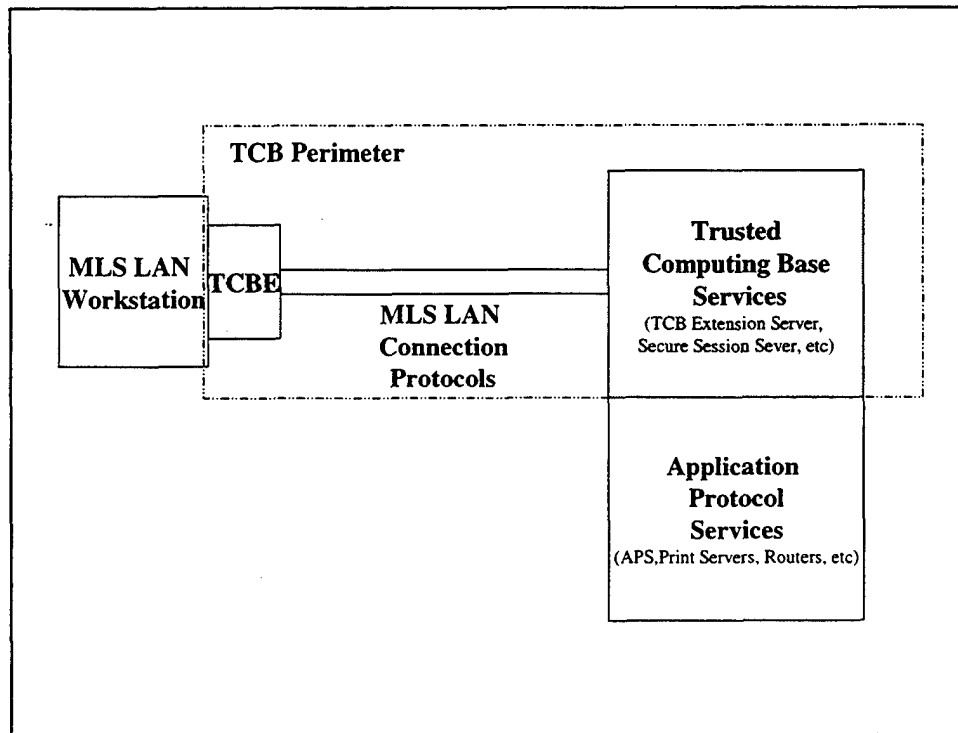 TCB Perimeter
MLS LAN
Workstation
TCBE
MLS LAN
Connection
Protocols
Trusted
Computing Base
Services
(TCB Extension Server,
Secure Session Sever, etc)
Application
Protocol
Services
(APS,Print Servers, Routers, etc)